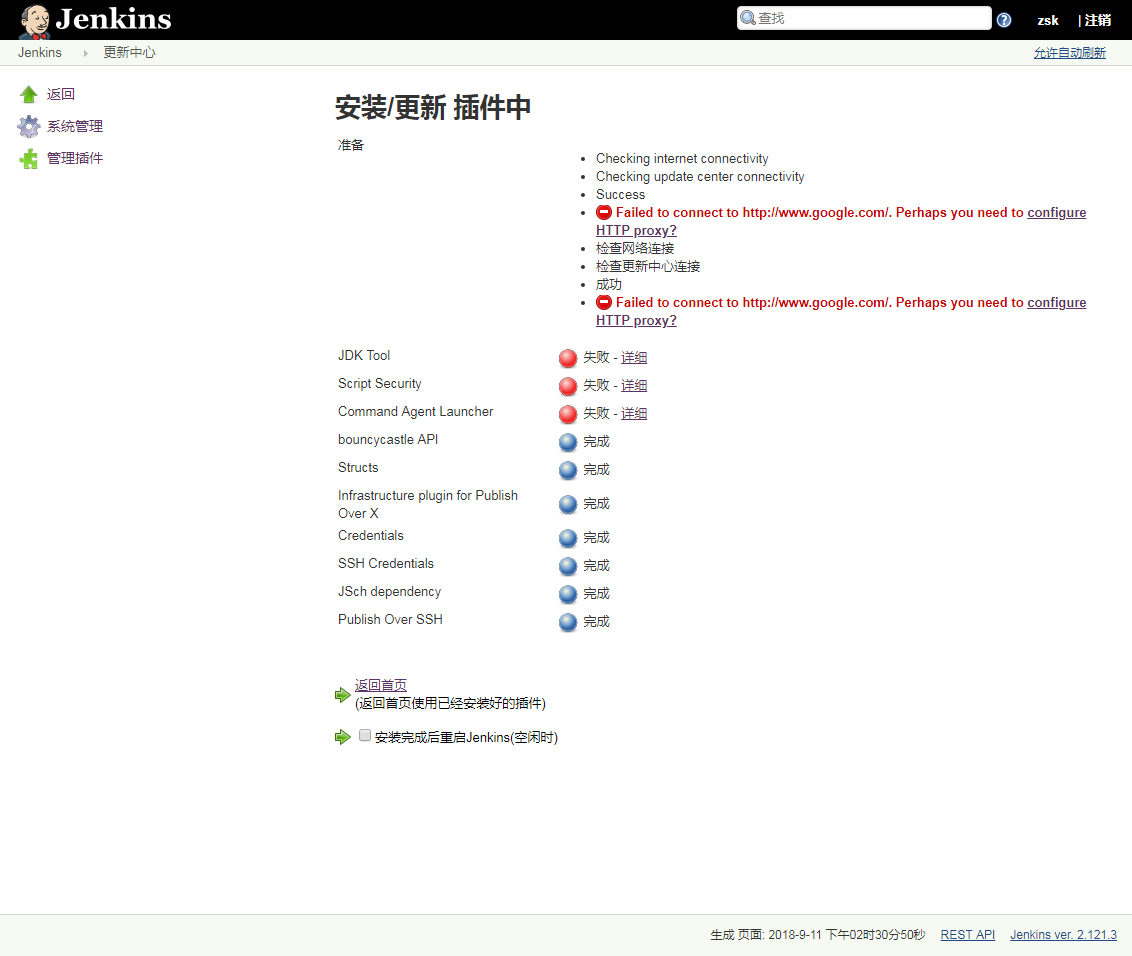 Jenkins
查找
zsk
| 注销
Jenkins
更新中心
允许自动刷新
返回
系统管理
管理插件
安装/更新 插件中
准备
Checking internet connectivity
Checking update center connectivity
Success
Failed to connect to http://www.google.com/. Perhaps you need to configure
HTTP proxy?
检查网络连接
检查更新中心连接
成功
Failed to connect to http://www.google.com/. Perhaps you need to configure
HTTP proxy?
JDK Tool 失败 - 详细
Script Security 失败 - 详细
Command Agent Launcher 失败 - 详细
bouncycastle API 完成
Structs 完成
Infrastructure plugin for Publish
Over X 完成
Credentials 完成
SSH Credentials 完成
JSch dependency 完成
Publish Over SSH 完成
返回首页
(返回首页使用已经安装好的插件)
安装完成后重启Jenkins(空闲时)
生成 页面: 2018-9-11 下午02时30分50秒 REST API Jenkins ver. 2.121.3